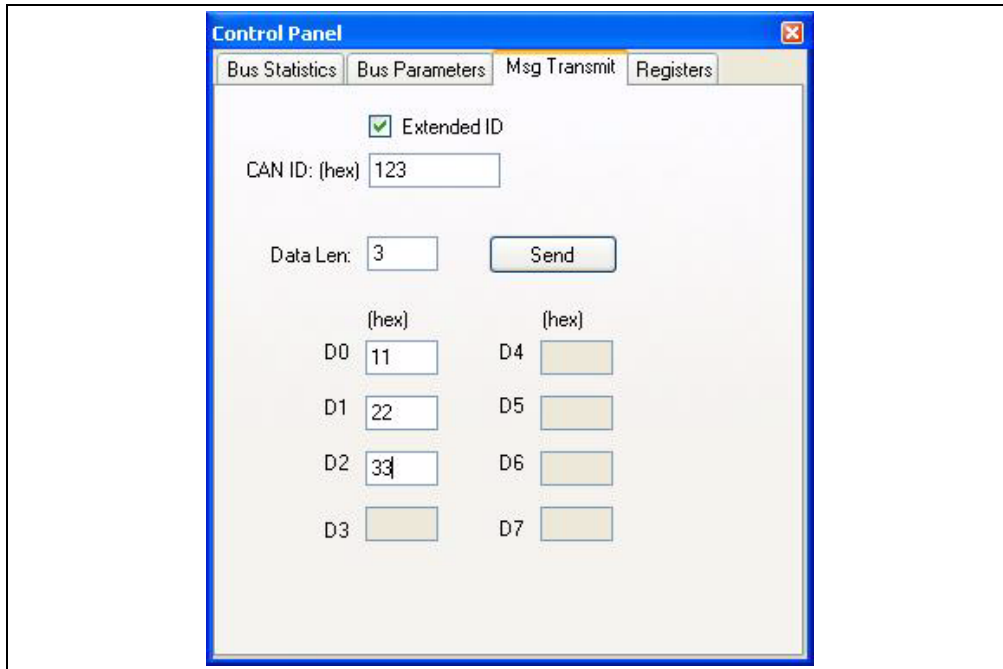 Control Panel
Bus Statistics Bus Parameters Msg Transmit Registers
Extended ID
CAN ID: (hex) 123
Data Len: 3 Send
(hex) (hex)
D0 11 D4
D1 22 D5
D2 33 D6
D3 D7